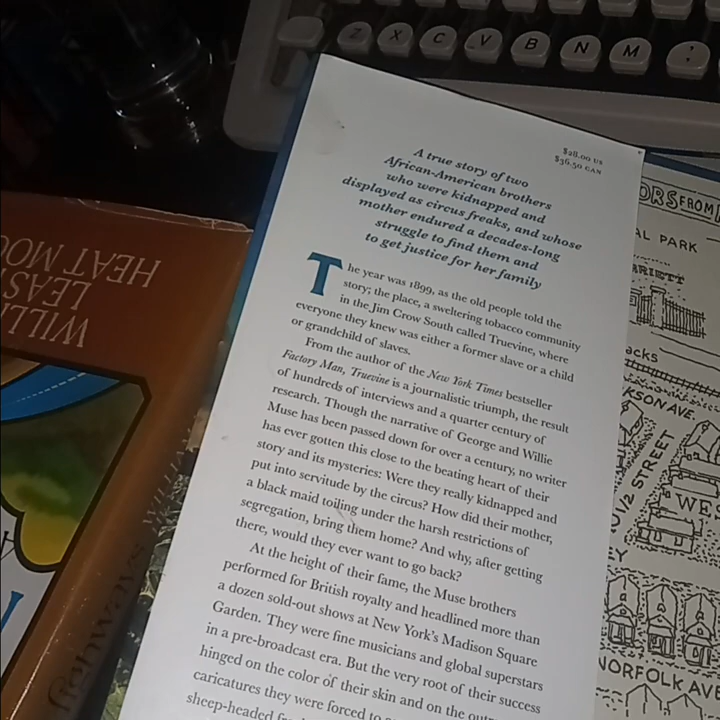 Z X C V B N M
$28.00 US
$36.50 CAN
A true story of two
African-American brothers
who were kidnapped and
displayed as circus freaks, and whose
mother endured a decades-long
struggle to find them and
to get justice for her family
The year was 1899, as the old people told the
story; the place, a sweltering tobacco community
in the Jim Crow South called Truevine, where
everyone they knew was either a former slave or a child
or grandchild of slaves.
From the author of the New York Times bestseller
Factory Man, Truevine is a journalistic triumph, the result
of hundreds of interviews and a quarter century of
research. Though the narrative of George and Willie
Muse has been passed down for over a century, no writer
has ever gotten this close to the beating heart of their
story and its mysteries: Were they really kidnapped and
put into servitude by the circus? How did their mother,
a black maid toiling under the harsh restrictions of
segregation, bring them home? And why, after getting
there, would they ever want to go back?
At the height of their fame, the Muse brothers
performed for British royalty and headlined more than
a dozen sold-out shows at New York's Madison Square
Garden. They were fine musicians and global superstars
in a pre-broadcast era. But the very root of their success
hinged on the color of their skin and on the
caricatures they were forced to
sheep-headed
WILLI
LEAS
HEAT MOO
WILLIAM
ORS FROM
AL PARK
RRIETT
acks
KSON AVE.
1/2 STREET
WES
EY
NORFOLK AVE